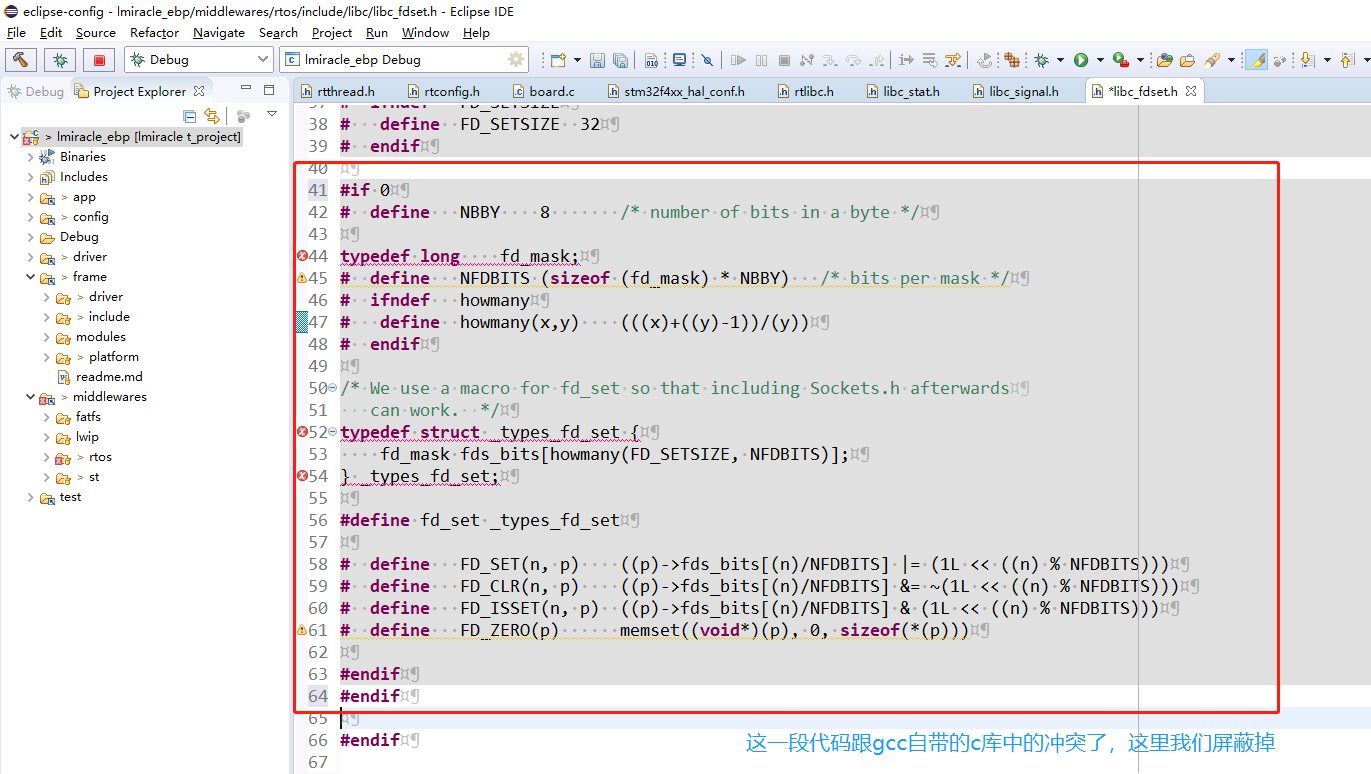 eclipse-config - lmiracle_ebp/middlewares/rtos/include/libc/libc_fdset.h - Eclipse IDE
File Edit Source Refactor Navigate Search Project Run Window Help
Debug lmiracle_ebp Debug
Debug Project Explorer
rtthread.h rtconfig.h board.c stm32f4xx_hal_conf.h rtlibc.h libc_stat.h libc_signal.h *libc_fdset.h
> lmiracle_ebp [lmiracle t_project]
Binaries
Includes
> app
> config
Debug
> driver
> frame
> driver
> include
modules
> platform
readme.md
> middlewares
fatfs
lwip
> rtos
> st
test
37 # ifndef FD_SETSIZE
38 # define FD_SETSIZE 32
39 # endif
40
41 #if 0
42 # define NBBY 8 /* number of bits in a byte */
43
44 typedef long fd_mask;
45 # define NFDBITS (sizeof (fd_mask) * NBBY) /* bits per mask */
46 # ifndef howmany
47 # define howmany(x,y) (((x)+((y)-1))/(y))
48 # endif
49
50 /* We use a macro for fd_set so that including Sockets.h afterwards
51 can work. */
52 typedef struct _types_fd_set {
53 fd_mask fds_bits[howmany(FD_SETSIZE, NFDBITS)];
54 } _types_fd_set;
55
56 #define fd_set _types_fd_set
57
58 # define FD_SET(n, p) ((p)->fds_bits[(n)/NFDBITS] |= (1L << ((n) % NFDBITS)))
59 # define FD_CLR(n, p) ((p)->fds_bits[(n)/NFDBITS] &= ~(1L << ((n) % NFDBITS)))
60 # define FD_ISSET(n, p) ((p)->fds_bits[(n)/NFDBITS] & (1L << ((n) % NFDBITS)))
61 # define FD_ZERO(p) memset((void*)(p), 0, sizeof(*(p)))
62
63 #endif
64 #endif
65
66 #endif
67
这一段代码跟gcc自带的c库中的冲突了，这里我们屏蔽掉